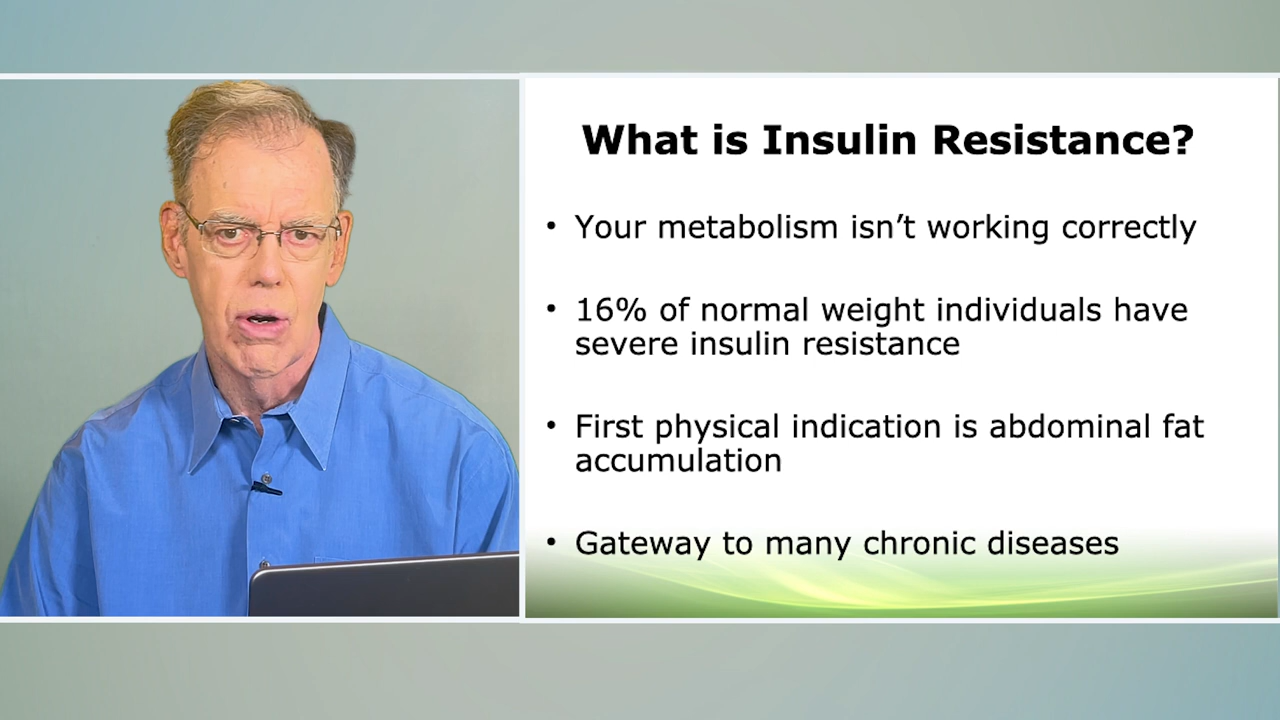 What is Insulin Resistance?
• Your metabolism isn’t working correctly
• 16% of normal weight individuals have
severe insulin resistance
• First physical indication is abdominal fat
accumulation
• Gateway to many chronic diseases